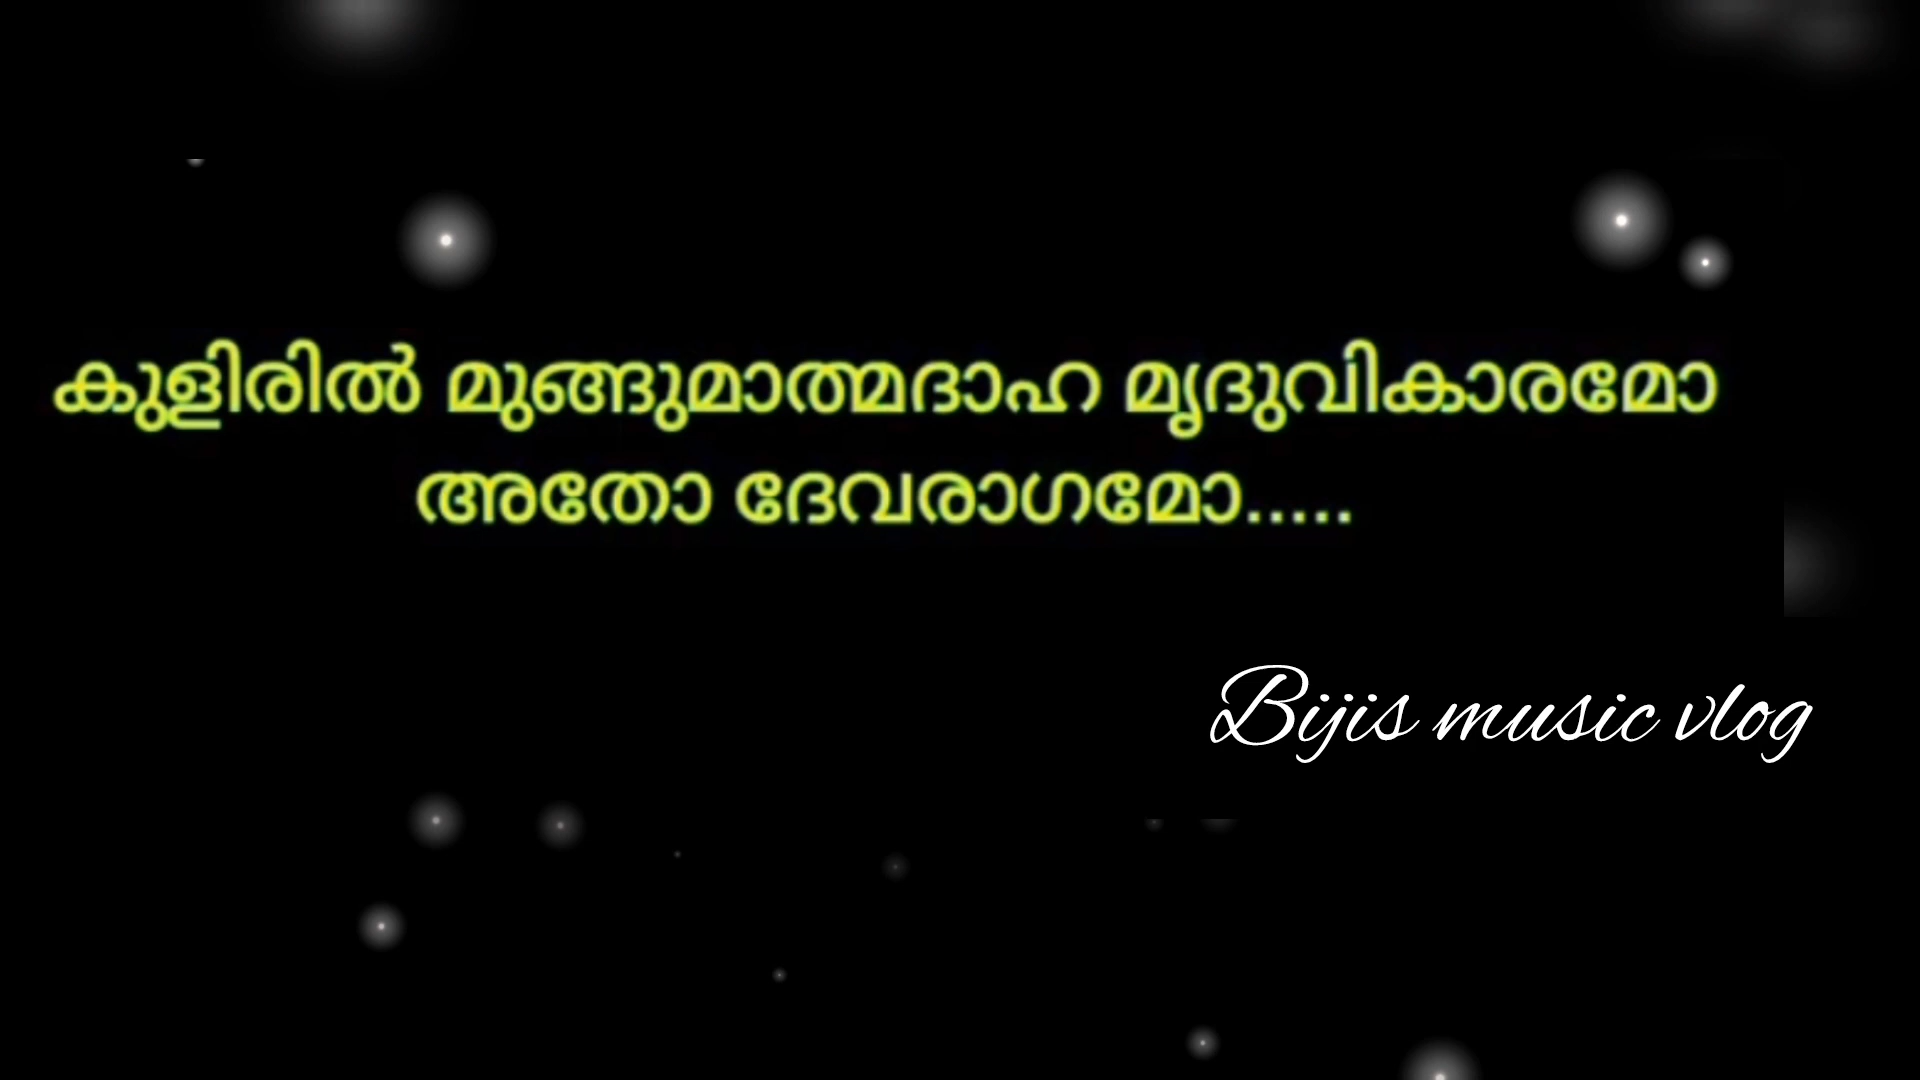 കുളിരിൽ മുങ്ങുമാത്മദാഹ മൃദുവികാരമോ
അതോ ദേവരാഗമോ.....
Bijis music vlog